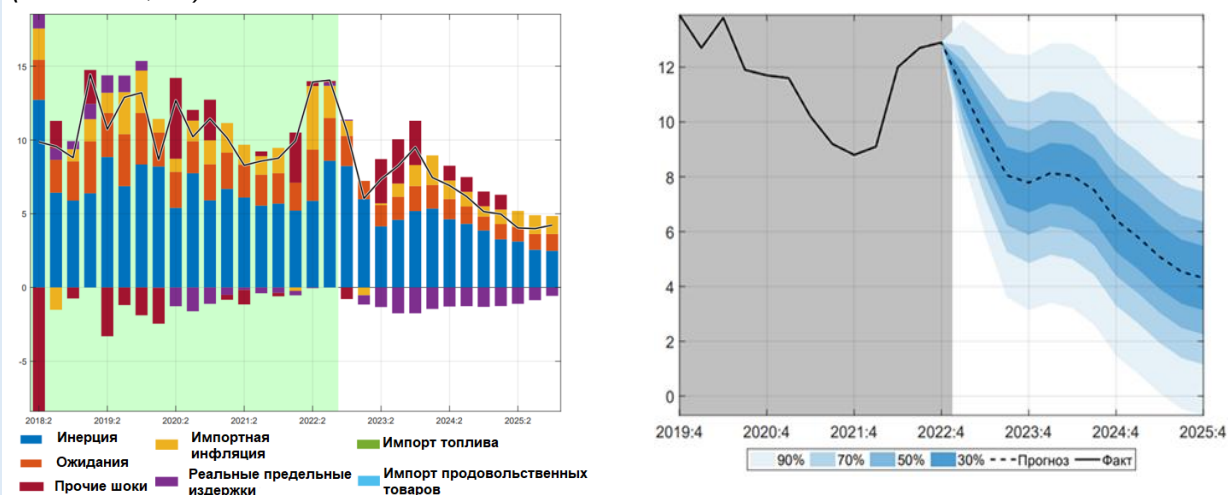 15
10
5
0
-5
2018:2 2019:2 2020:2 2021:2 2022:2 2023:2 2024:2 2025:2
Инерция
Ожидания
Прочие шоки
Импортная
инфляция
Реальные предельные
издержки
Импорт топлива
Импорт продовольственных
товаров
12
10
8
6
4
2
0
2019:4 2020:4 2021:4 2022:4 2023:4 2024:4 2025:4
90% 70% 50% 30% Прогноз Факт